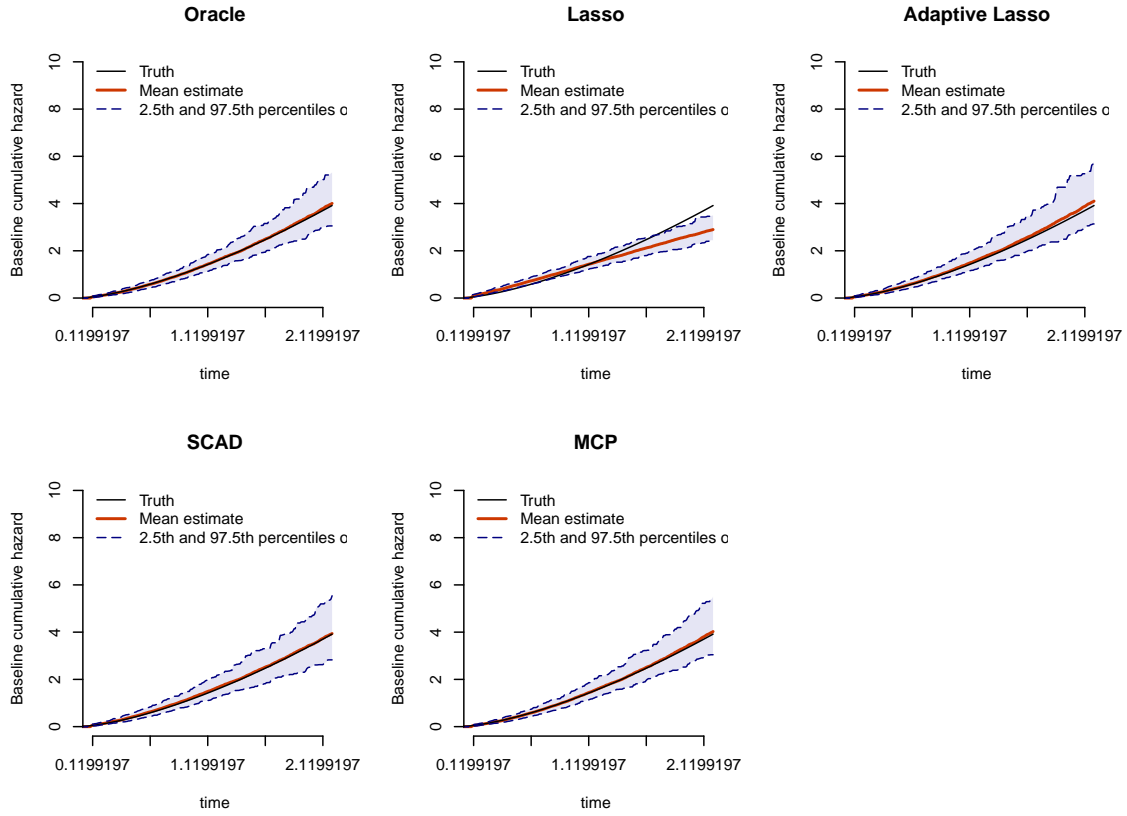 Oracle
10
8
6
4
2
0
Baseline cumulative hazard
Truth
Mean estimate
2.5th and 97.5th percentiles o
0.1199197 1.1199197 2.1199197
time
Lasso
10
8
6
4
2
0
Baseline cumulative hazard
Truth
Mean estimate
2.5th and 97.5th percentiles o
0.1199197 1.1199197 2.1199197
time
Adaptive Lasso
10
8
6
4
2
0
Baseline cumulative hazard
Truth
Mean estimate
2.5th and 97.5th percentiles o
0.1199197 1.1199197 2.1199197
time
SCAD
10
8
6
4
2
0
Baseline cumulative hazard
Truth
Mean estimate
2.5th and 97.5th percentiles o
0.1199197 1.1199197 2.1199197
time
MCP
10
8
6
4
2
0
Baseline cumulative hazard
Truth
Mean estimate
2.5th and 97.5th percentiles o
0.1199197 1.1199197 2.1199197
time